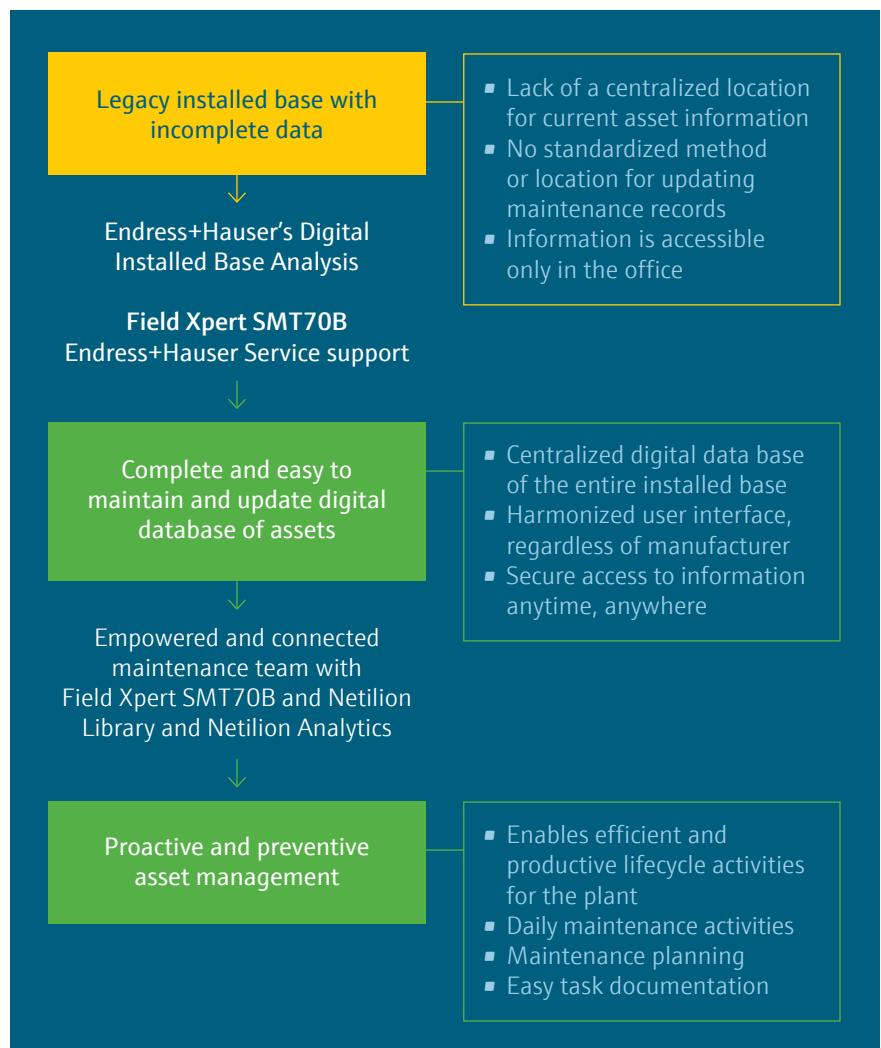 Legacy installed base with
incomplete data
▪ Lack of a centralized location
for current asset information
▪ No standardized method
or location for updating
maintenance records
▪ Information is accessible
only in the office
Endress+Hauser’s Digital
Installed Base Analysis
Field Xpert SMT70B
Endress+Hauser Service support
Complete and easy to
maintain and update digital
database of assets
▪ Centralized digital data base
of the entire installed base
▪ Harmonized user interface,
regardless of manufacturer
▪ Secure access to information
anytime, anywhere
Empowered and connected
maintenance team with
Field Xpert SMT70B and Netilion
Library and Netilion Analytics
Proactive and preventive
asset management
▪ Enables efficient and
productive lifecycle activities
for the plant
▪ Daily maintenance activities
▪ Maintenance planning
▪ Easy task documentation